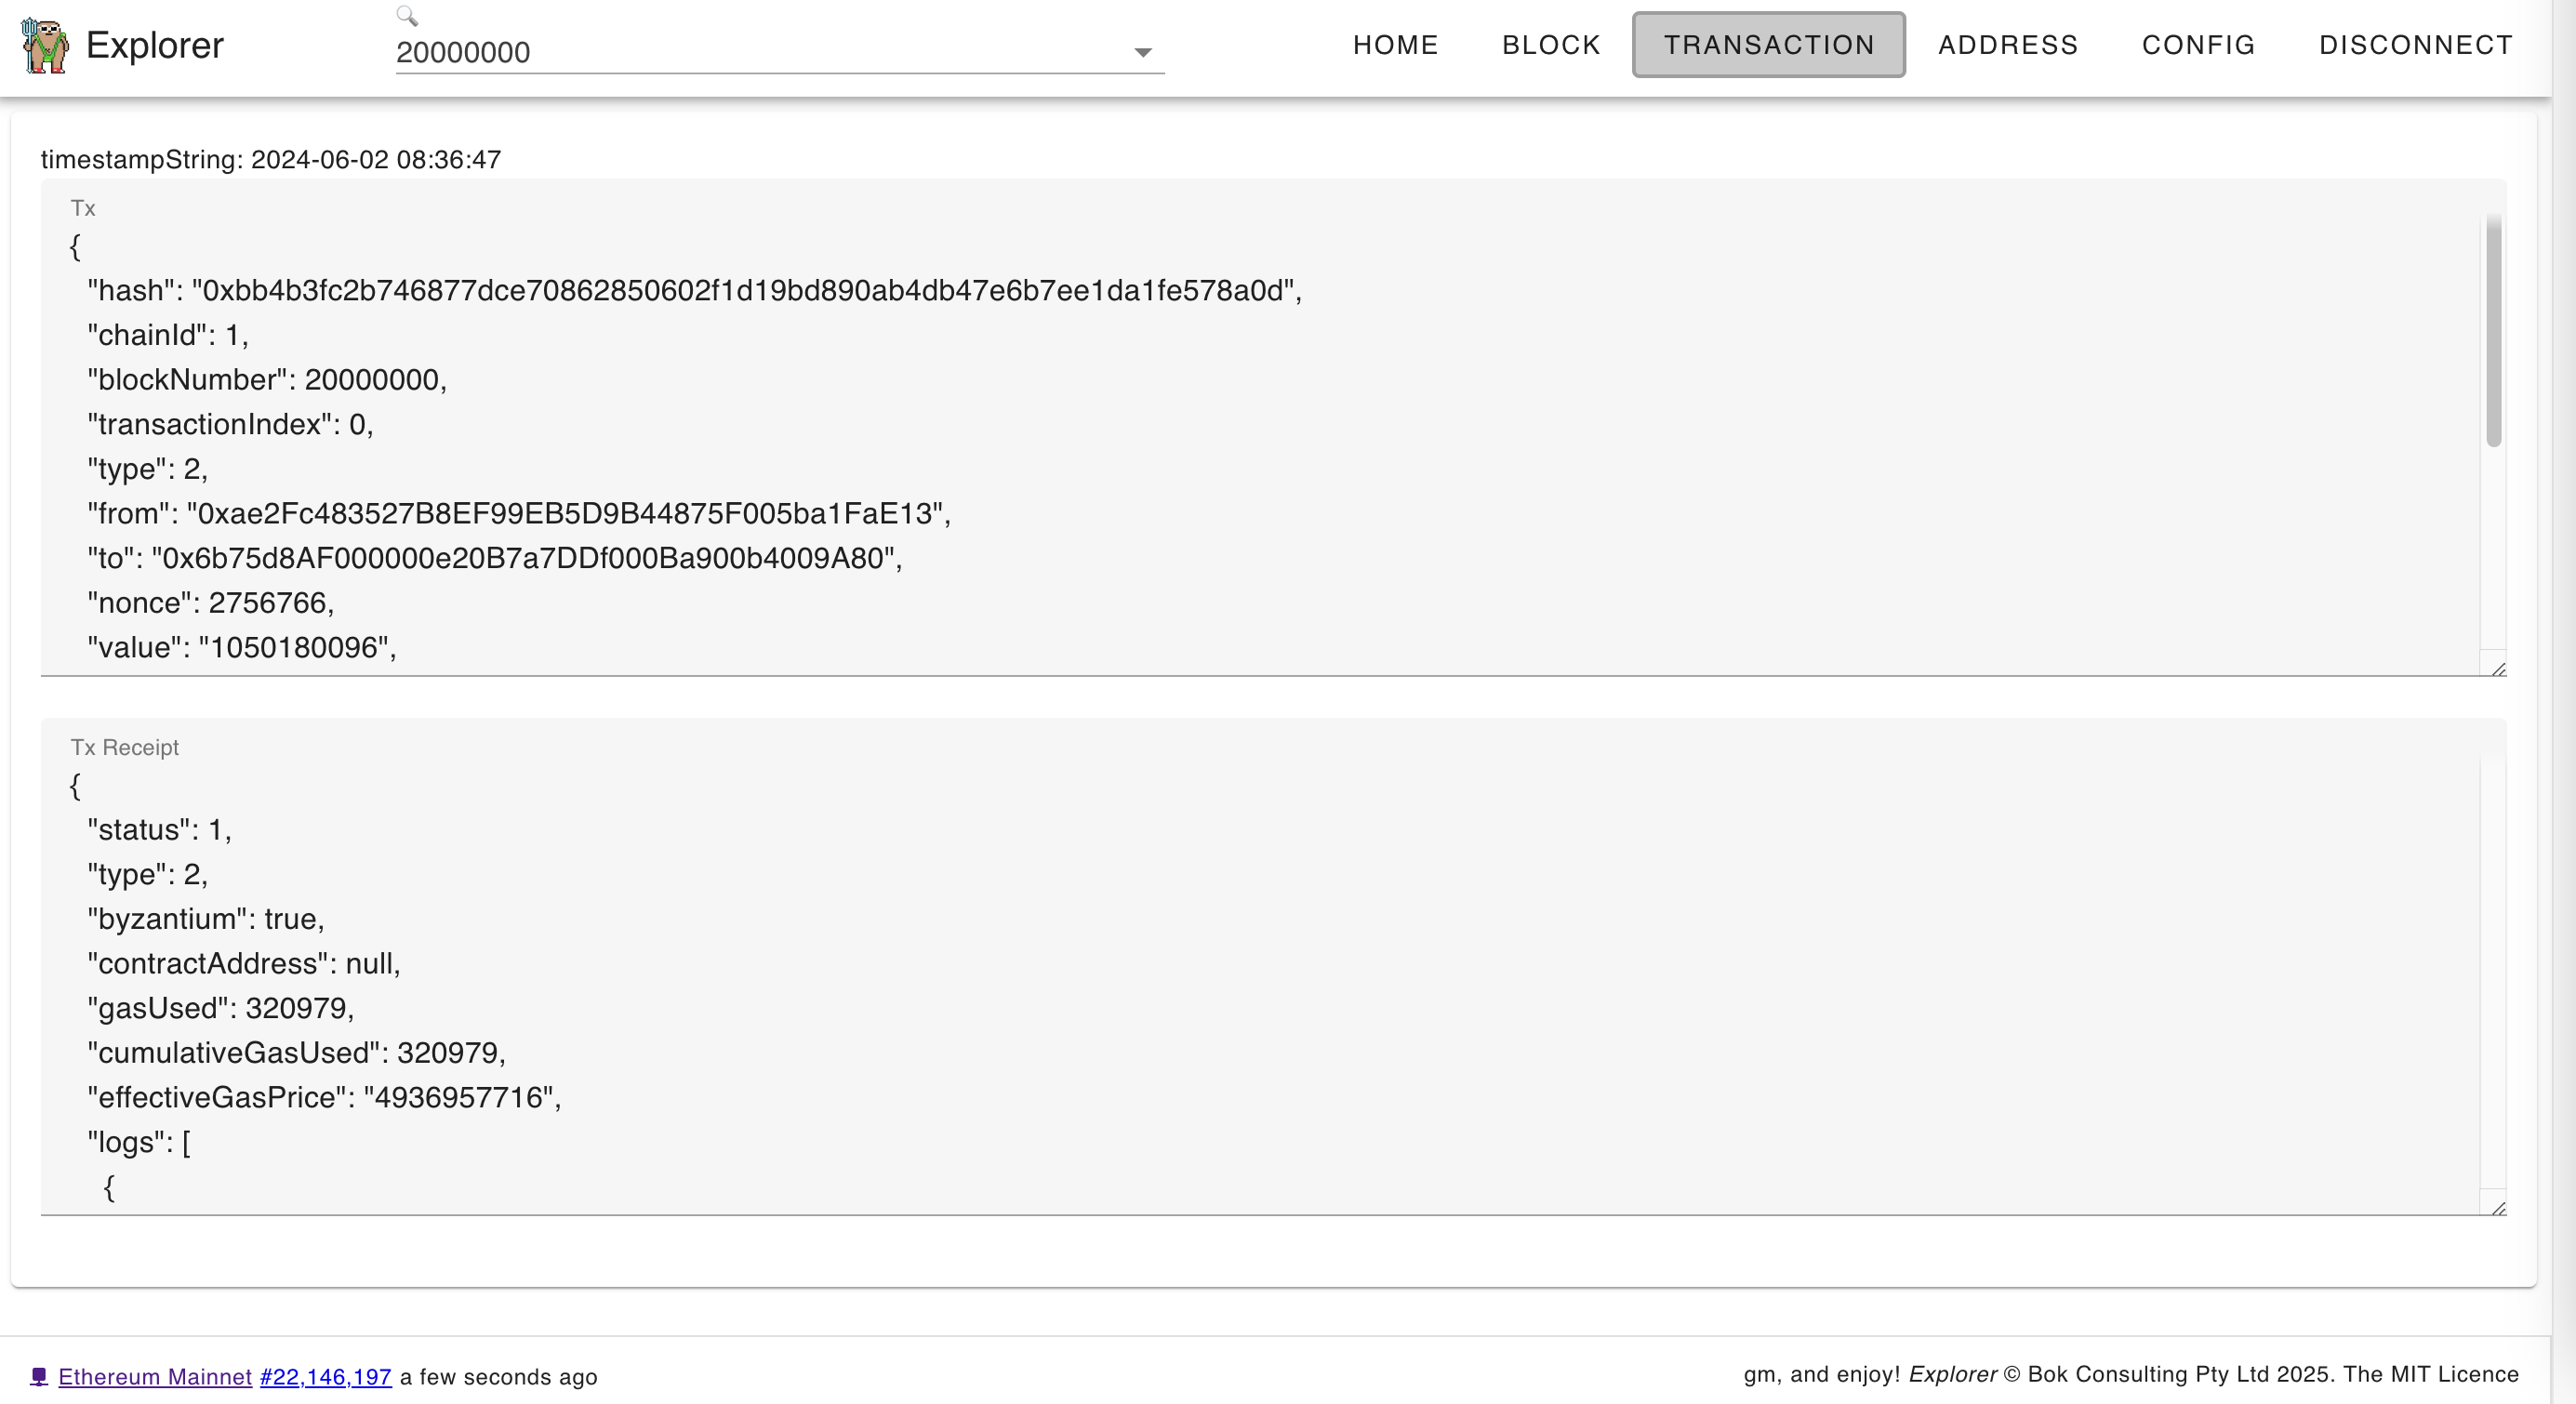 Explorer
20000000
HOME BLOCK TRANSACTION ADDRESS CONFIG DISCONNECT
timestampString: 2024-06-02 08:36:47
Tx
{
"hash": "0xbb4b3fc2b746877dce70862850602f1d19bd890ab4db47e6b7ee1da1fe578a0d",
"chainId": 1,
"blockNumber": 20000000,
"transactionIndex": 0,
"type": 2,
"from": "0xae2Fc483527B8EF99EB5D9B44875F005ba1FaE13",
"to": "0x6b75d8AF000000e20B7a7DDf000Ba900b4009A80",
"nonce": 2756766,
"value": "1050180096",
Tx Receipt
{
"status": 1,
"type": 2,
"byzantium": true,
"contractAddress": null,
"gasUsed": 320979,
"cumulativeGasUsed": 320979,
"effectiveGasPrice": "4936957716",
"logs": [
{
Ethereum Mainnet #22,146,197 a few seconds ago
gm, and enjoy! Explorer © Bok Consulting Pty Ltd 2025. The MIT Licence